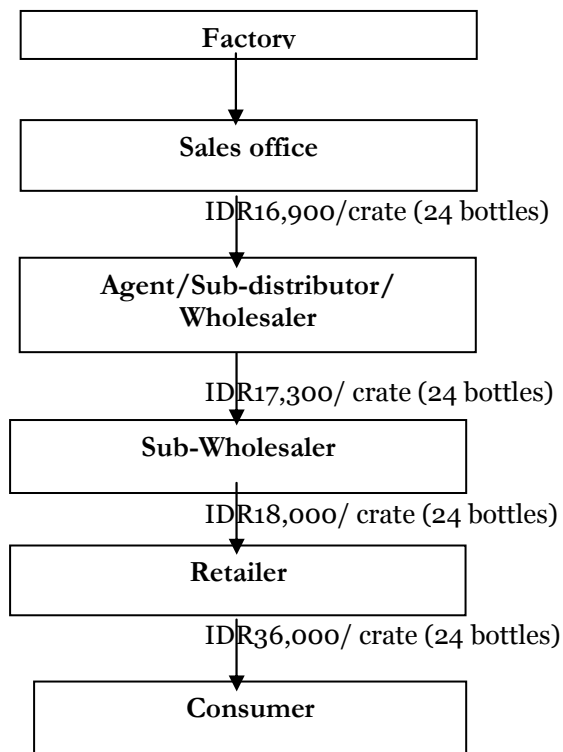 Factory
Sales office
IDR16,900/crate (24 bottles)
Agent/Sub-distributor/
Wholesaler
IDR17,300/ crate (24 bottles)
Sub-Wholesaler
IDR18,000/ crate (24 bottles)
Retailer
IDR36,000/ crate (24 bottles)
Consumer